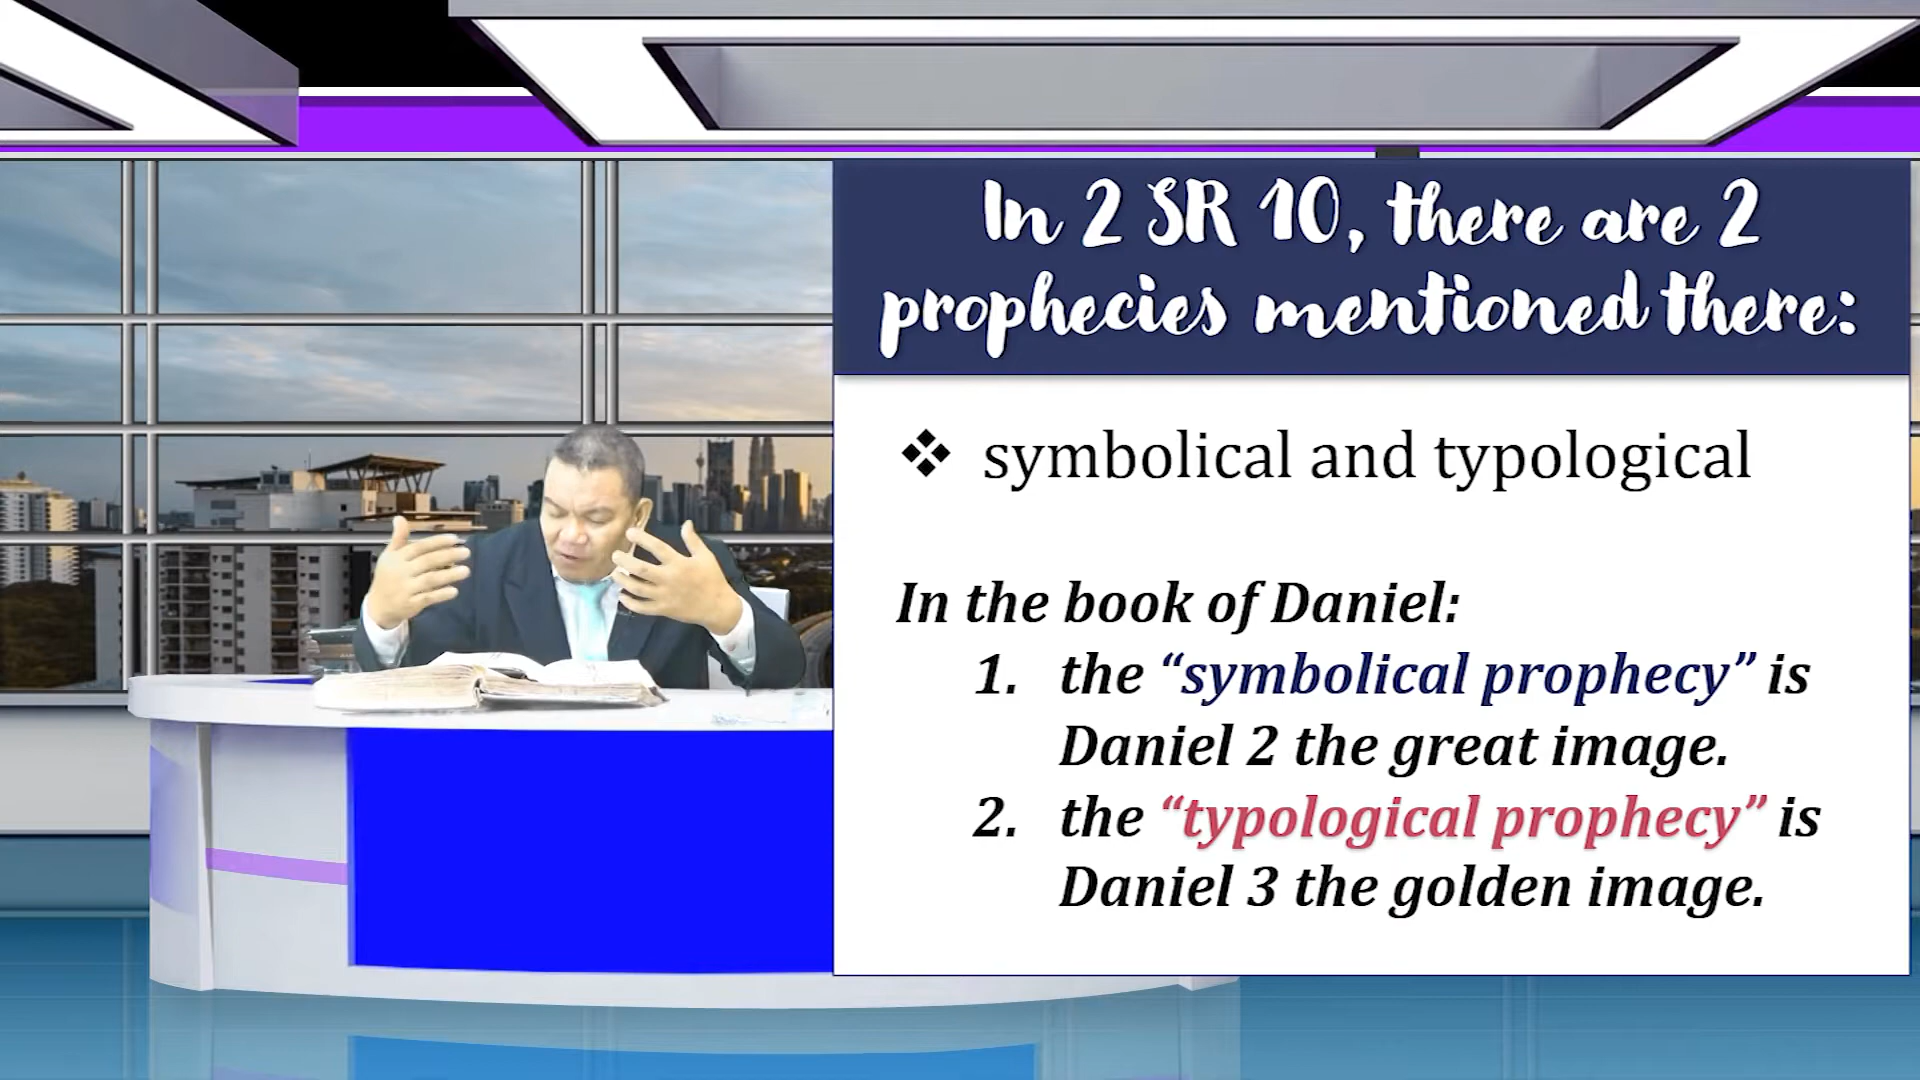 In 2 SR 10, there are 2
prophecies mentioned there:
❖ symbolical and typological
In the book of Daniel:
1. the “symbolical prophecy” is
Daniel 2 the great image.
2. the “typological prophecy” is
Daniel 3 the golden image.